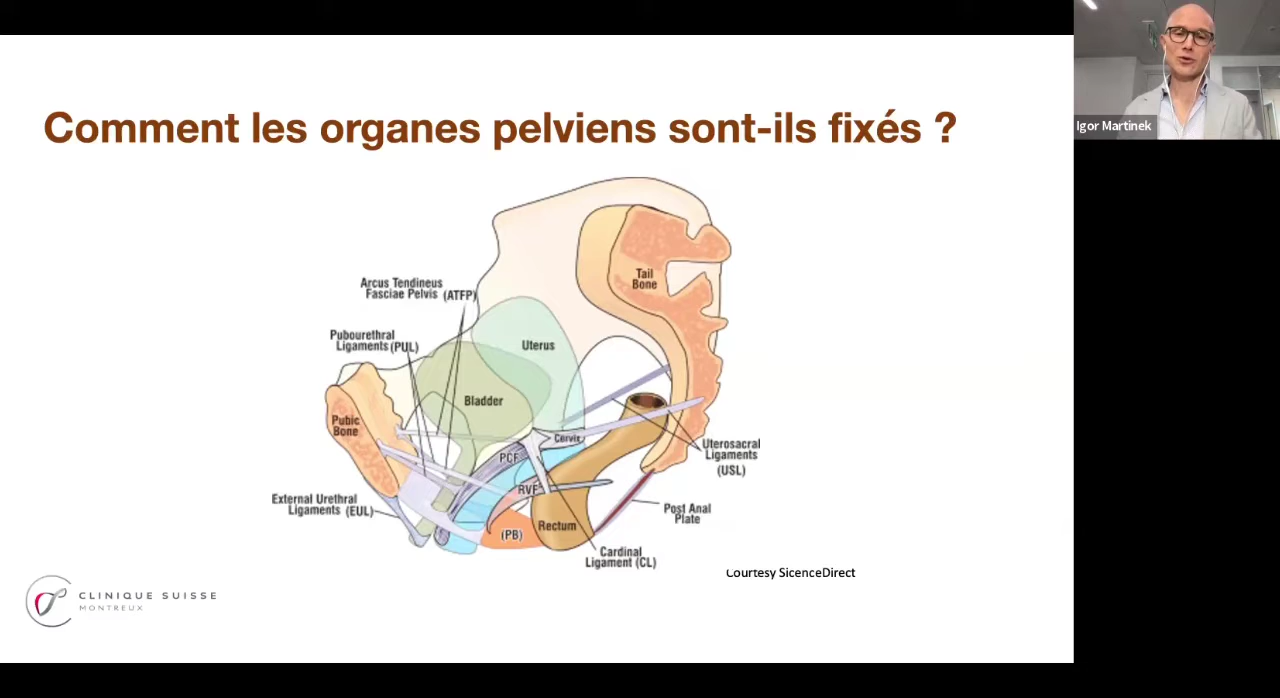 Comment les organes pelviens sont-ils fixés ?
Igor Martinek
Tail
Bone
Arcus Tendineus
Fasciae Pelvis (ATFP)
Pubourethral
Ligaments (PUL)
Uterus
Bladder
Pubic
Bone
Cervix
PCF
Uterosacral
Ligaments
(USL)
RVF
External Urethral
Ligaments (EUL)
Post Anal
Plate
(PB)
Rectum
Cardinal
Ligament (CL)
Courtesy SicenceDirect
CLINIQUE SUISSE
MONTREUX